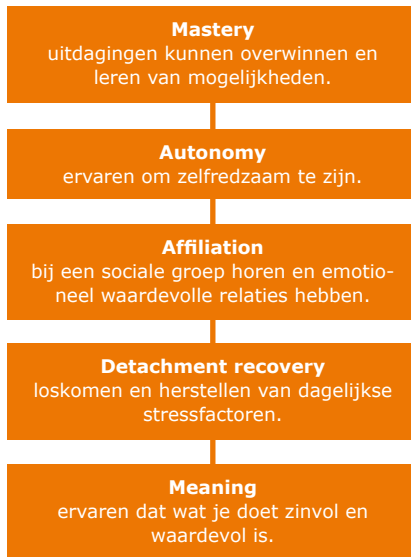 Mastery
uitdagingen kunnen overwinnen en
leren van mogelijkheden.
Autonomy
ervaren om zelfredzaam te zijn.
Affiliation
bij een sociale groep horen en emotio-
neel waardevolle relaties hebben.
Detachment recovery
loskomen en herstellen van dagelijkse
stressfactoren.
Meaning
ervaren dat wat je doet zinvol en
waardevol is.